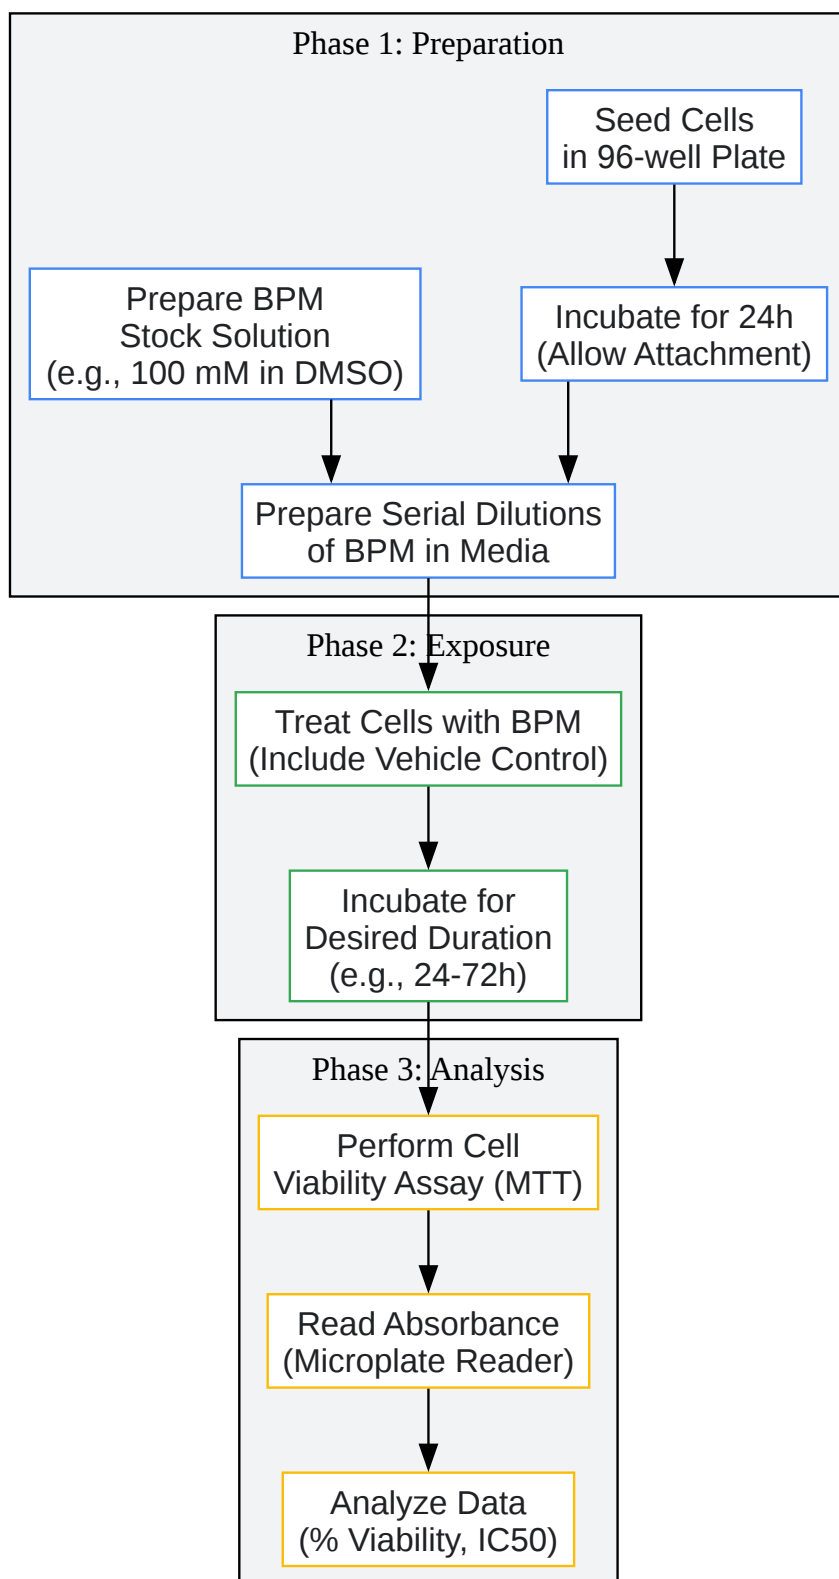 Phase 1: Preparation
Seed Cells
in 96-well Plate
Prepare BPM
Stock Solution
(e.g., 100 mM in DMSO)
Incubate for 24h
(Allow Attachment)
Prepare Serial Dilutions
of BPM in Media
Phase 2: Exposure
Treat Cells with BPM
(Include Vehicle Control)
Incubate for
Desired Duration
(e.g., 24-72h)
Phase 3: Analysis
Perform Cell
Viability Assay (MTT)
Read Absorbance
(Microplate Reader)
Analyze Data
(% Viability, IC50)